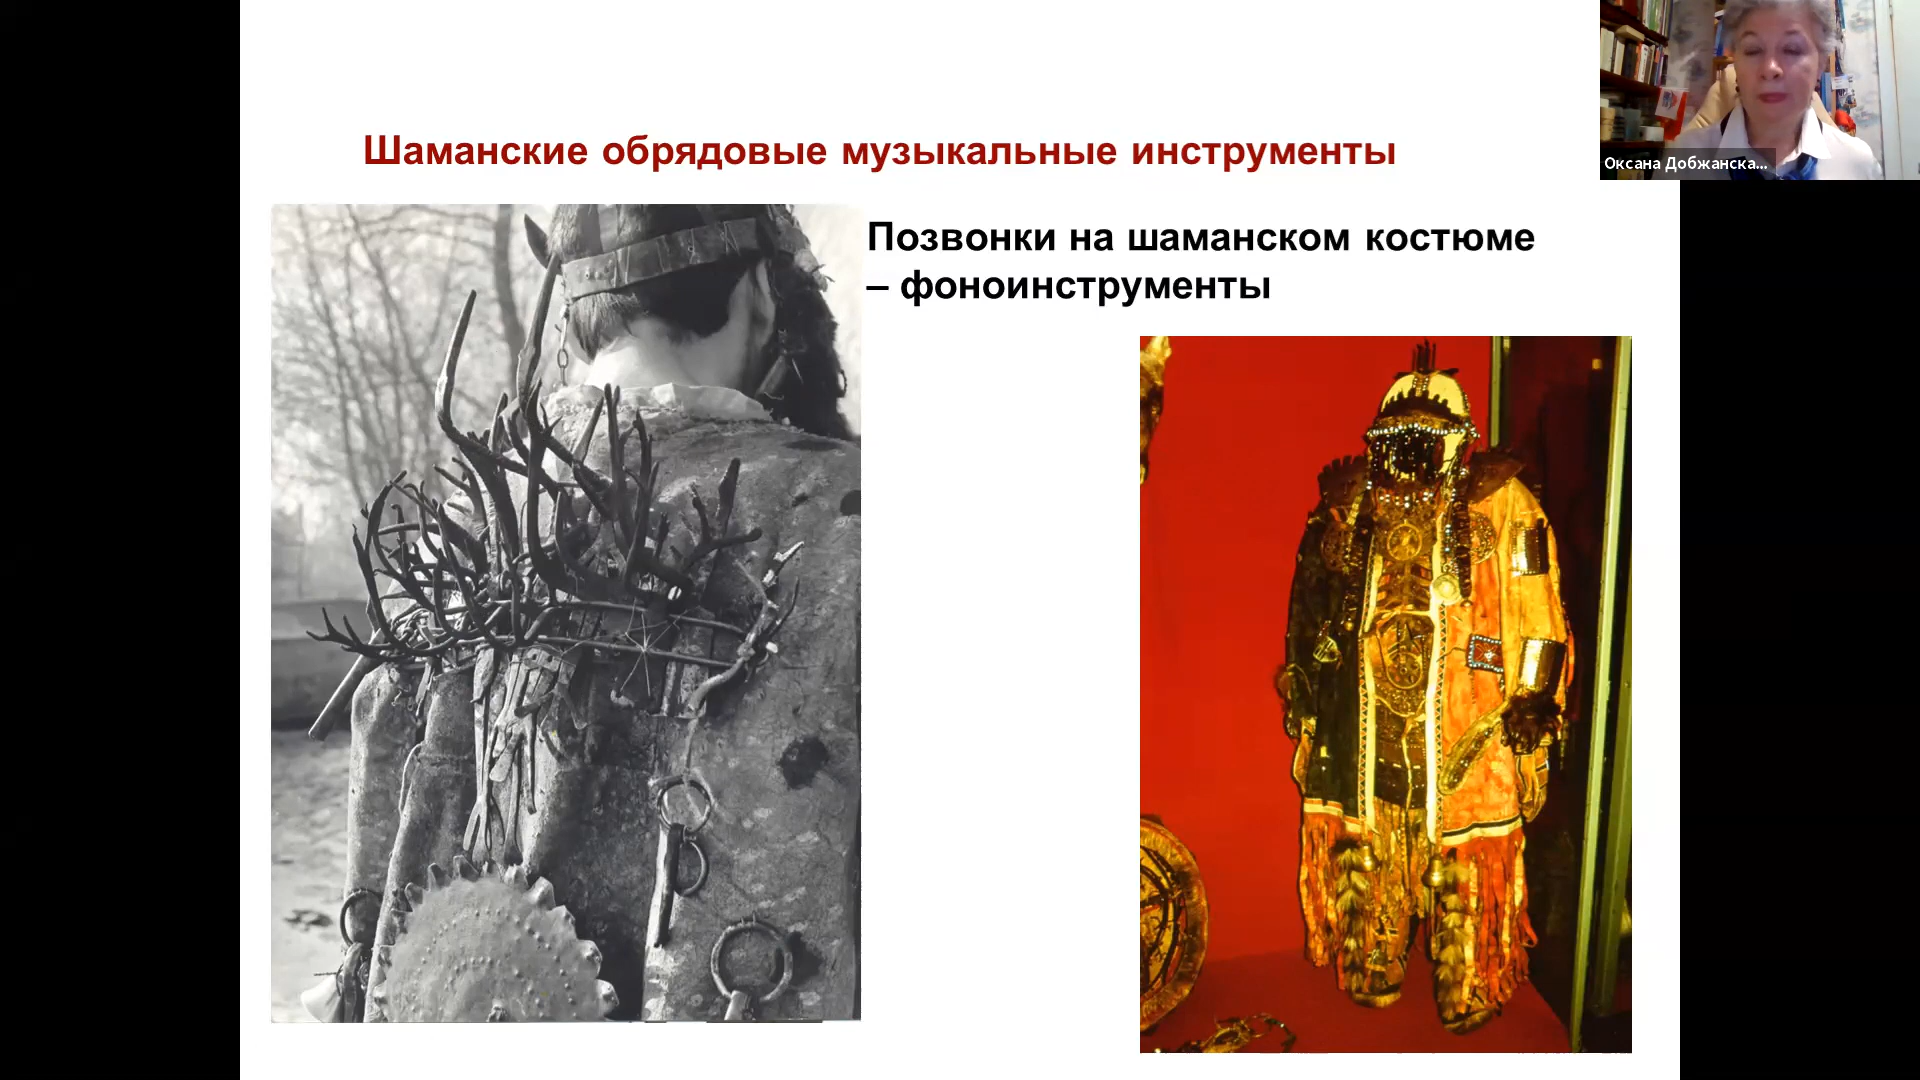 Шаманские обрядовые музыкальные инструменты
Позвонки на шаманском костюме
– фоноинструменты
Оксана Добжанска...